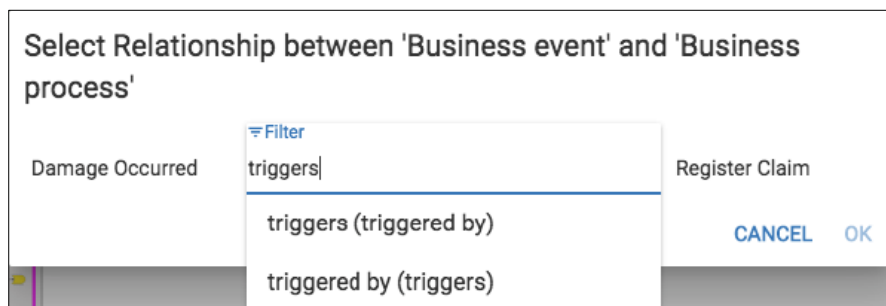 Select Relationship between 'Business event' and 'Business
process'
Filter
Damage Occurred triggers Register Claim
triggers (triggered by)
CANCEL OK
triggered by (triggers)